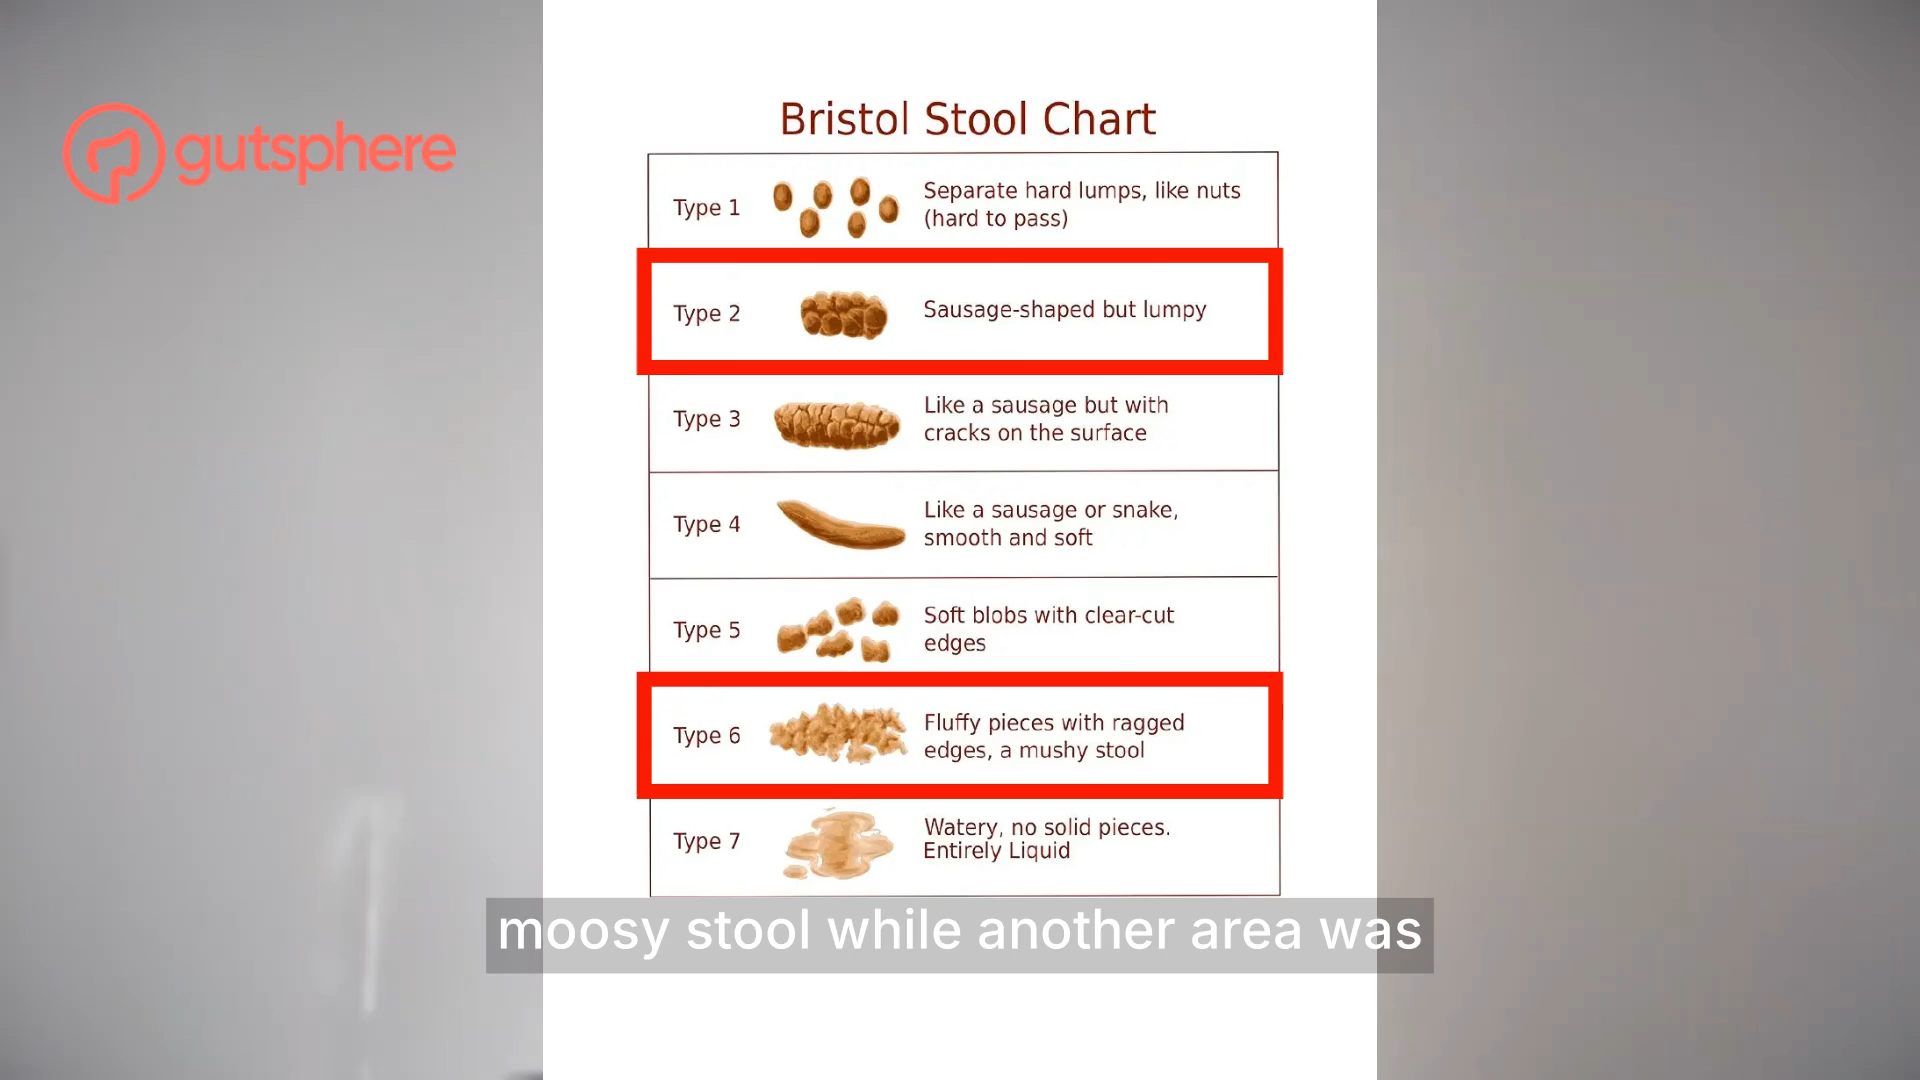 gutsphere
Bristol Stool Chart
Type 1
Separate hard lumps, like nuts
(hard to pass)
Type 2
Sausage-shaped but lumpy
Type 3
Like a sausage but with
cracks on the surface
Type 4
Like a sausage or snake,
smooth and soft
Type 5
Soft blobs with clear-cut
edges
Type 6
Fluffy pieces with ragged
edges, a mushy stool
Type 7
Watery, no solid pieces.
Entirely Liquid
moosy stool while another area was